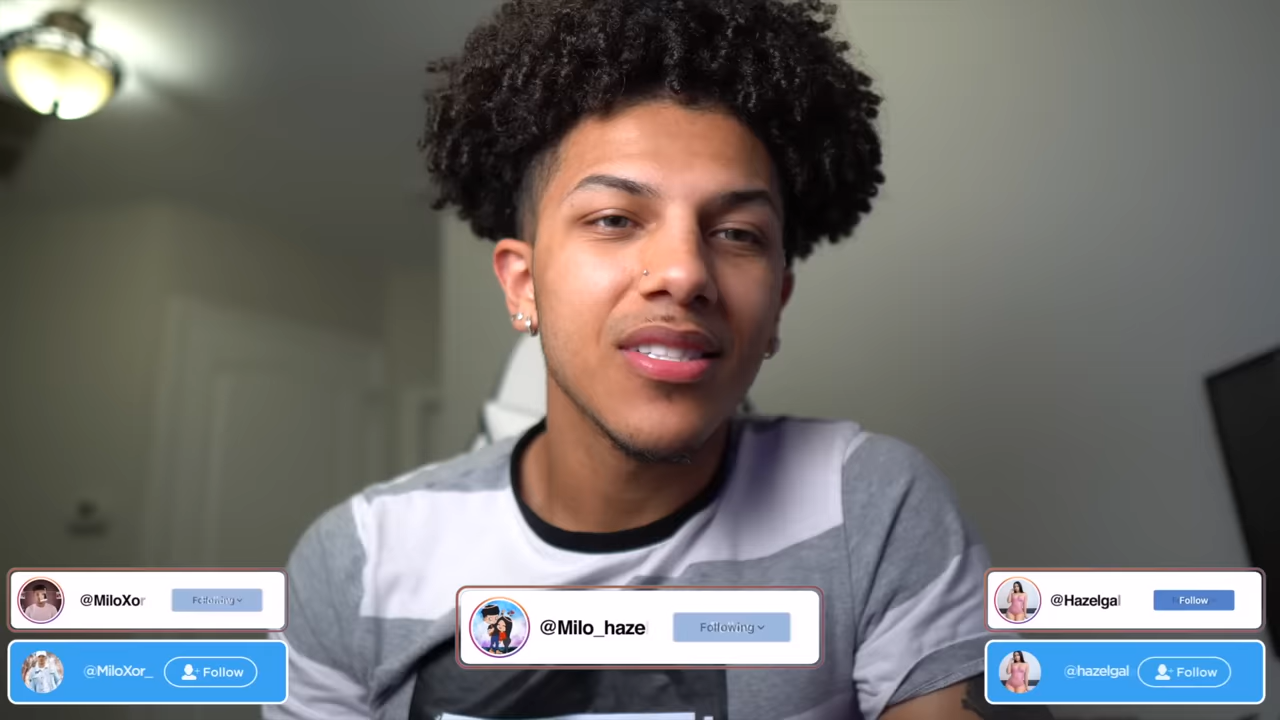 @MiloXor
Following
@MiloXor_
Follow
@Milo_haze
Following
@Hazelgal
Follow
@hazelgal
Follow